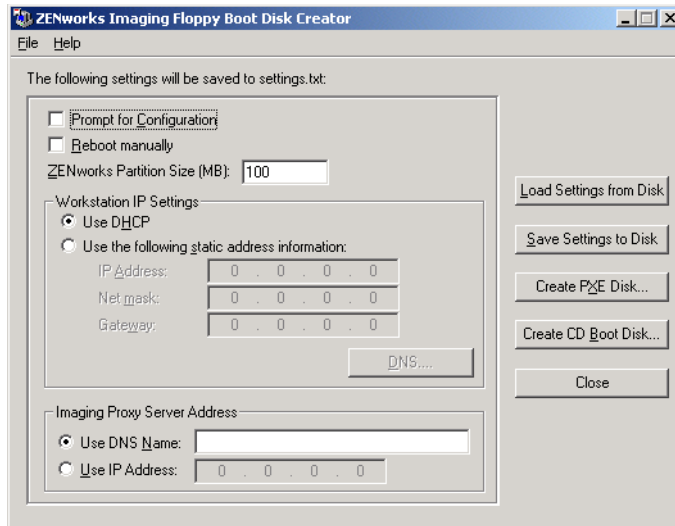 ZENworks Imaging Floppy Boot Disk Creator
File Help
The following settings will be saved to settings.txt:
Prompt for Configuration
Reboot manually
ZENworks Partition Size (MB): 100
Workstation IP Settings
Use DHCP
Use the following static address information:
IP Address: 0 . 0 . 0 . 0
Net mask: 0 . 0 . 0 . 0
Gateway: 0 . 0 . 0 . 0
DNS....
Imaging Proxy Server Address
Use DNS Name:
Use IP Address: 0 . 0 . 0 . 0
Load Settings from Disk
Save Settings to Disk
Create PXE Disk...
Create CD Boot Disk...
Close